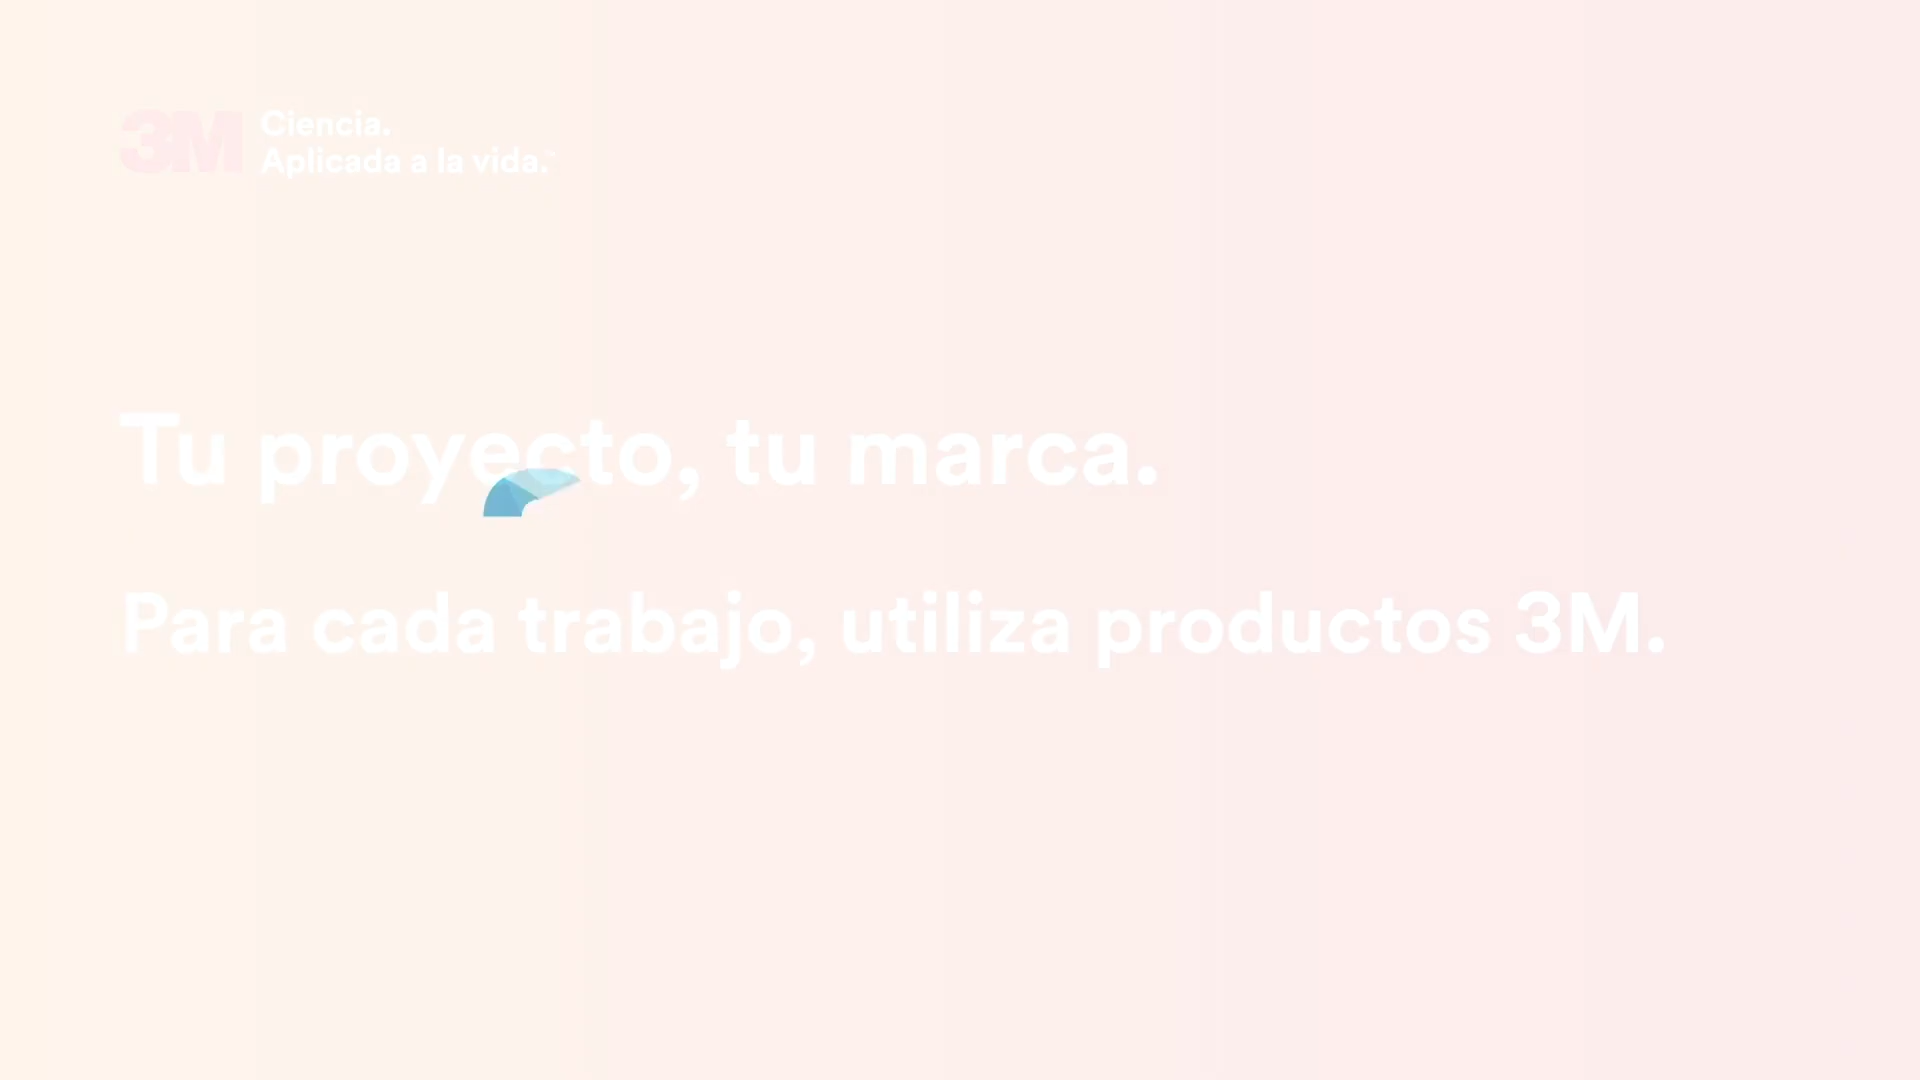 3M Ciencia.
Aplicada a la vida.
Tu proyecto, tu marca.
Para cada trabajo, utiliza productos 3M.